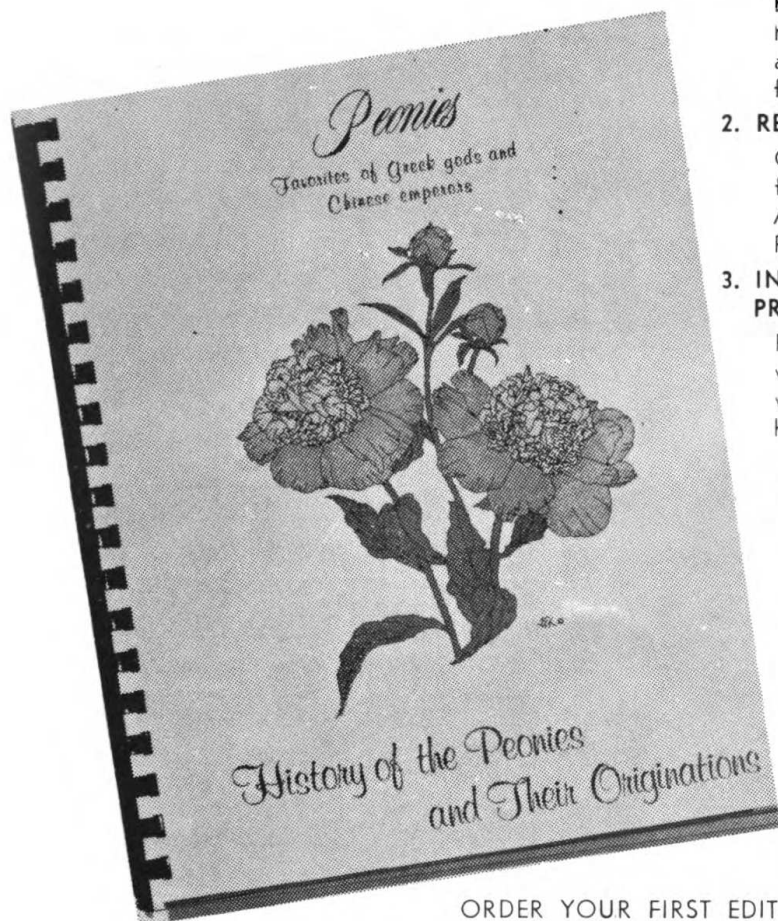 Peonies
Favorites of Greek gods and
Chinese emperors
History of the Peonies
and Their Originations
2. RE
3. IN
PR
ORDER YOUR FIRST EDIT